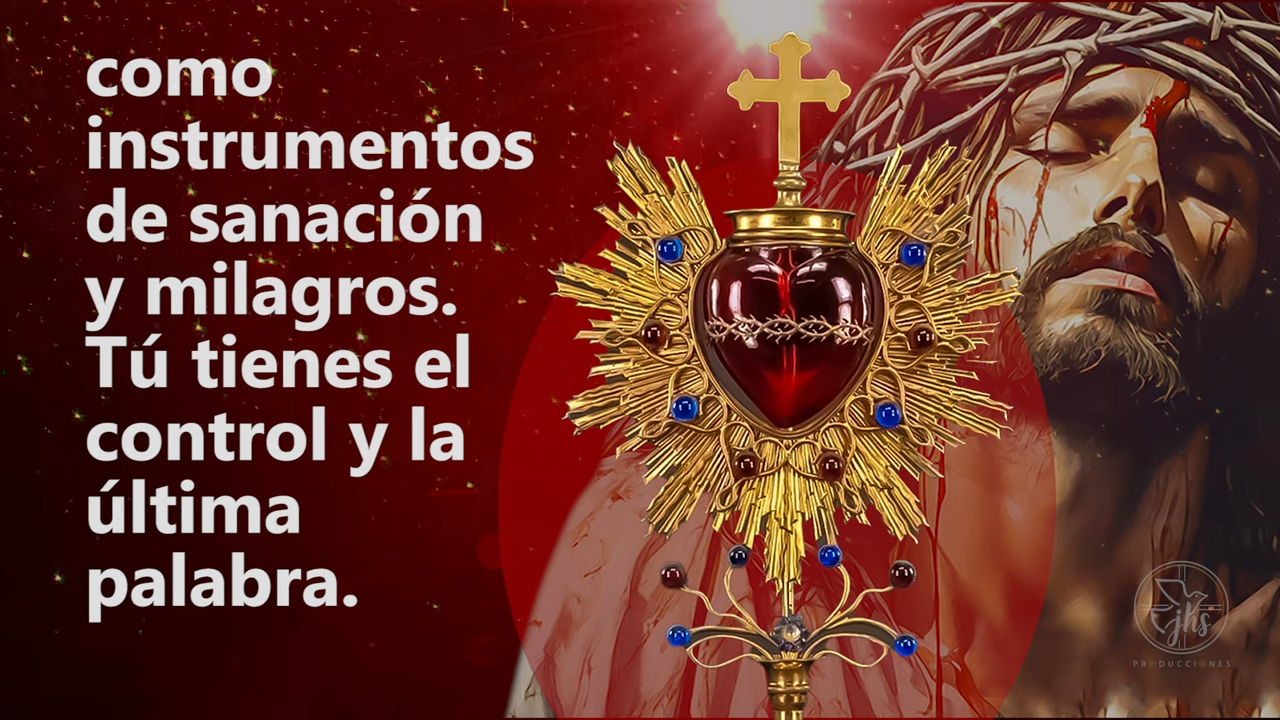 como
instrumentos
de sanación
y milagros.
Tú tienes el
control y la
última
palabra.
jhs
PRODUCCIONES